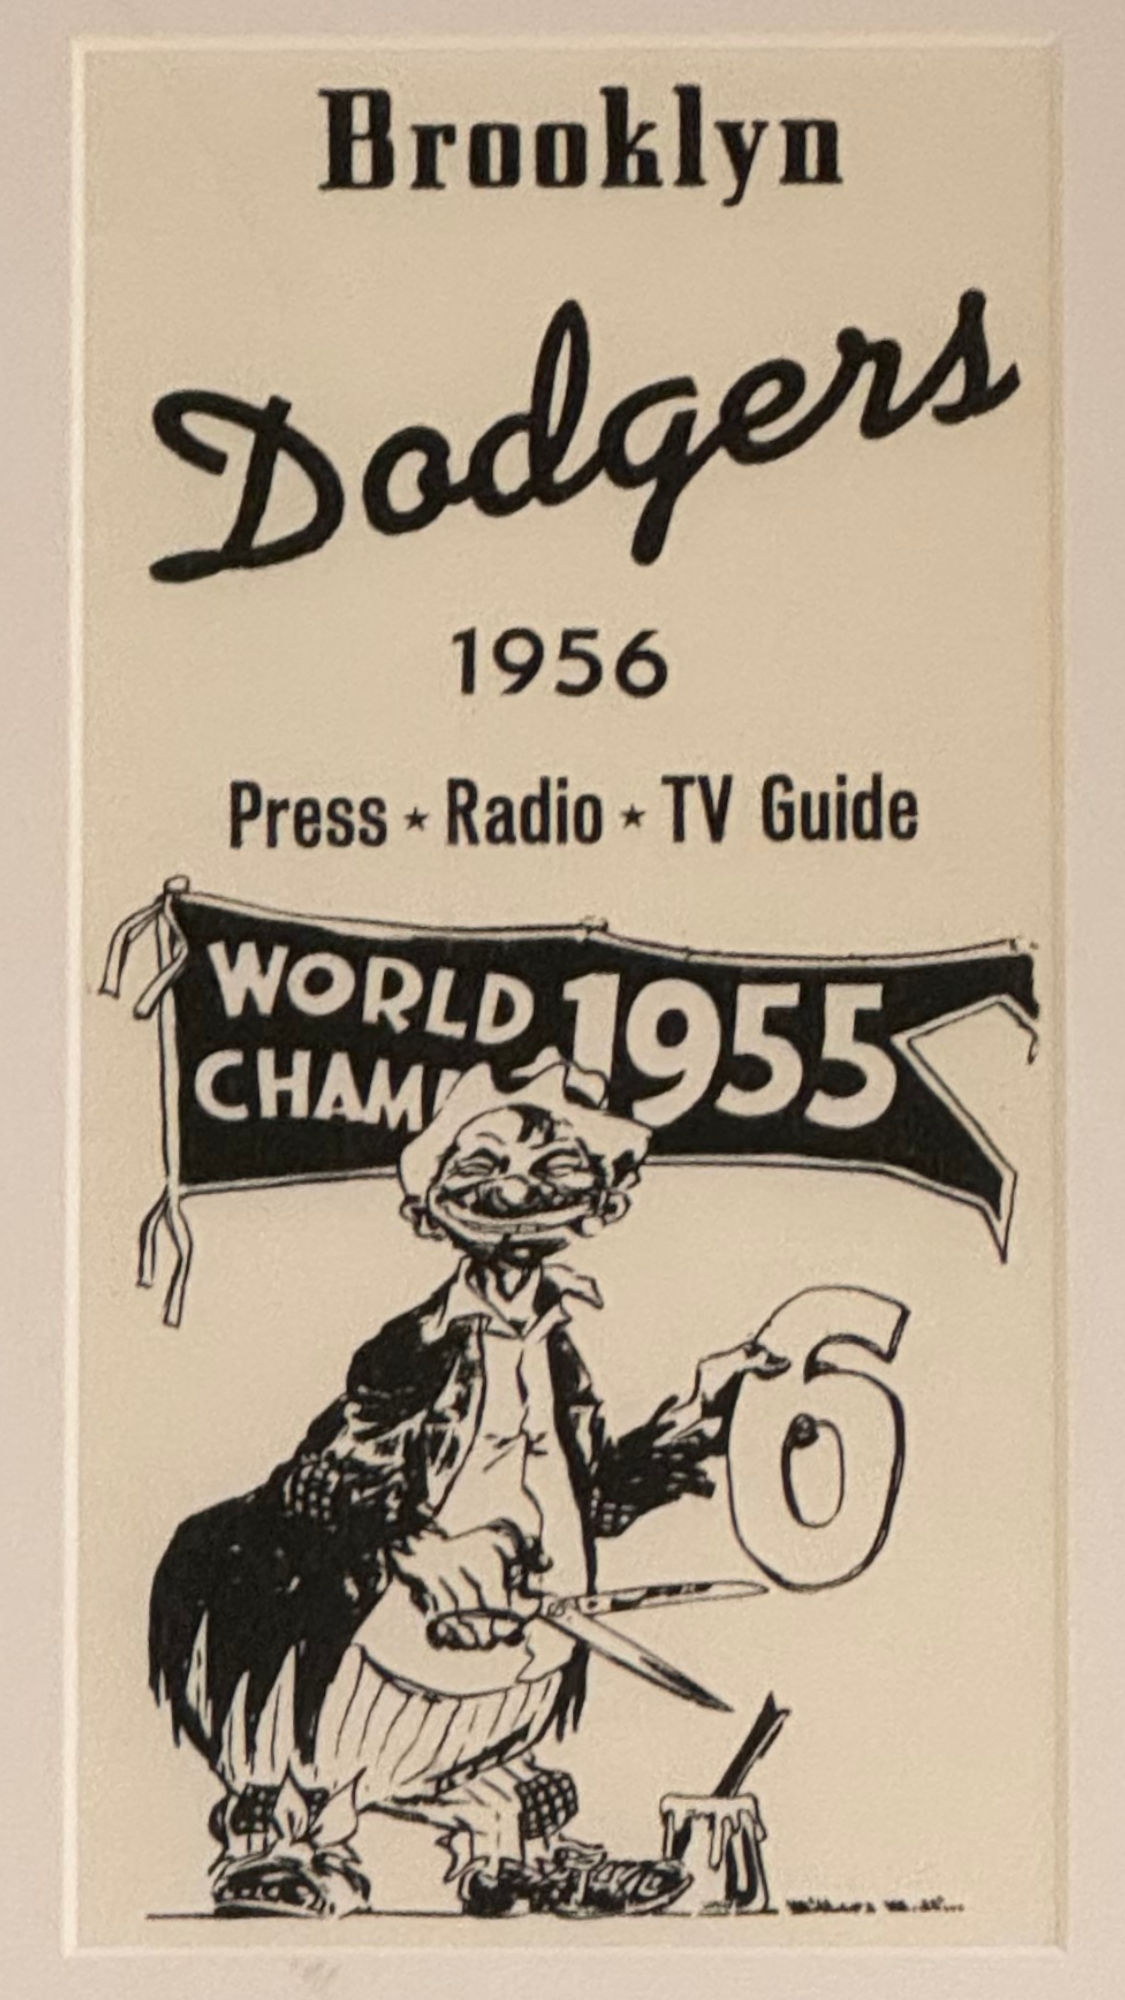 Brooklyn
Dodgers
1956
Press ★ Radio ★ TV Guide
WORLD 1955
CHAM
6